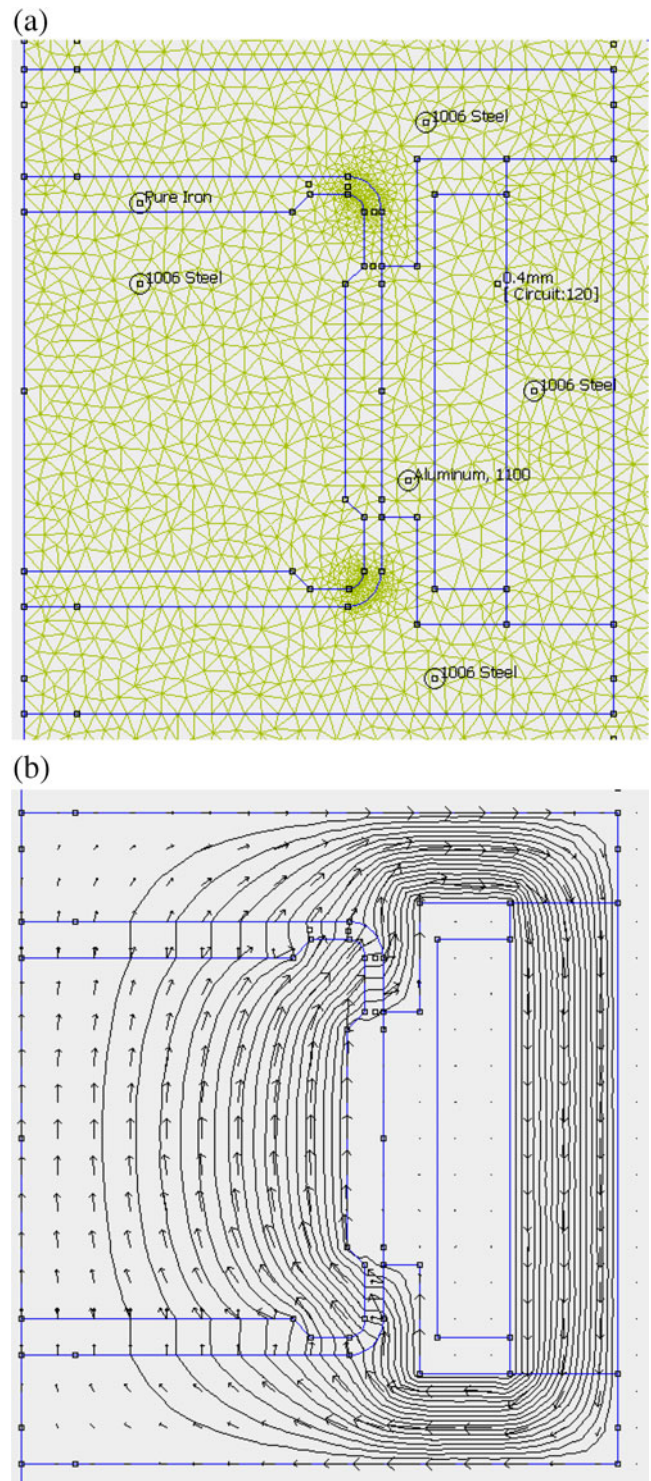 (a)
1006 Steel
Pure Iron
1006 Steel
0.4mm
[ Circuit:120]
1006 Steel
Aluminum, 1100
1006 Steel
(b)